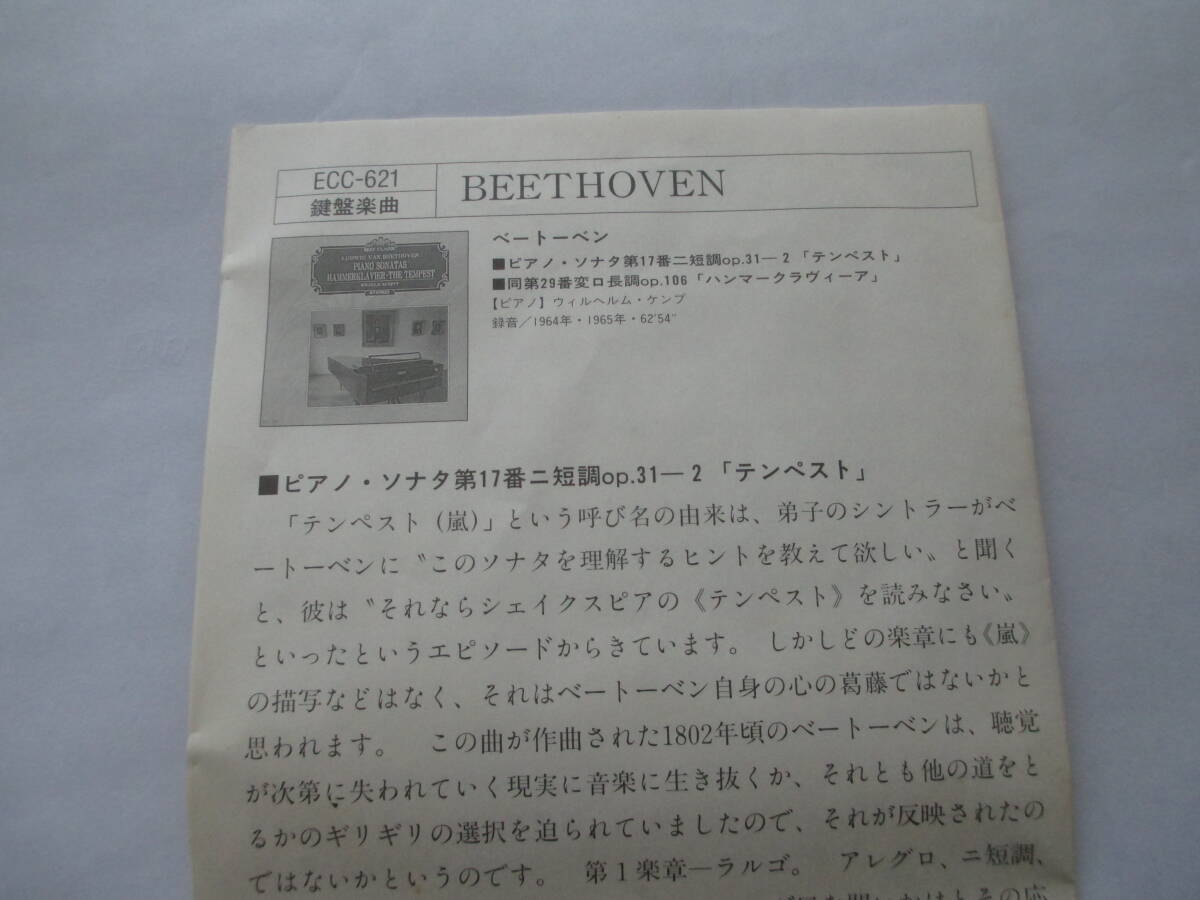 ECC-621
鍵盤楽曲
BEETHOVEN
LUDWIG VAN BEETHOVEN
PIANO SONATAS
HAMMERKLAVIER・THE TEMPEST
STEREO
ベートーベン
■ピアノ・ソナタ第17番ニ短調op.31―2「テンペスト」
■同第29番変ロ長調op.106「ハンマークラヴィーア」
【ピアノ】ウィルヘルム・ケンプ
録音／1964年・1965年・62'54"
■ピアノ・ソナタ第17番ニ短調op.31―2「テンペスト」
「テンペスト（嵐）」という呼び名の由来は、弟子のシントラーがベ
ートーベンに〝このソナタを理解するヒントを教えて欲しい〟と聞く
と、彼は〝それならシェイクスピアの《テンペスト》を読みなさい〟
といったというエピソードからきています。しかしどの楽章にも《嵐》
の描写などはなく、それはベートーベン自身の心の葛藤ではないかと
思われます。 この曲が作曲された1802年頃のベートーベンは、聴覚
が次第に失われていく現実に音楽に生き抜くか、それとも他の道をと
るかのギリギリの選択を迫られていましたので、それが反映されたの
ではないかというのです。 第1楽章―ラルゴ。 アレグロ、ニ短調、